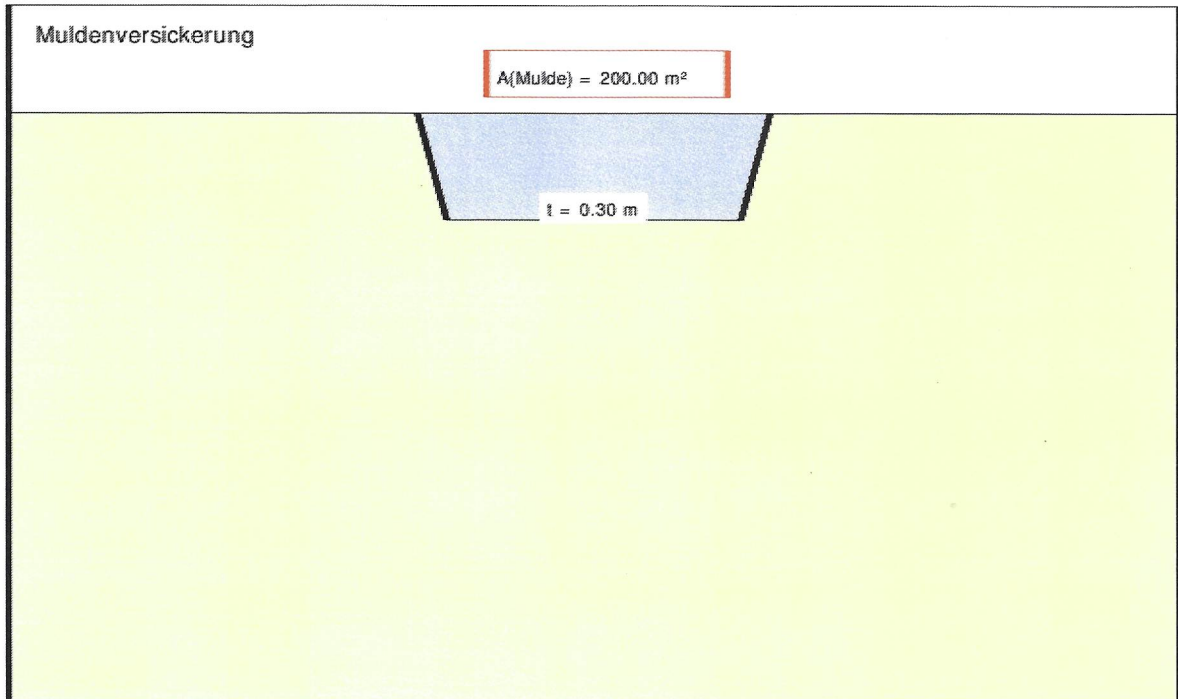 Muldenversickerung
A(Mulde) = 200.00 m²
t = 0.30 m